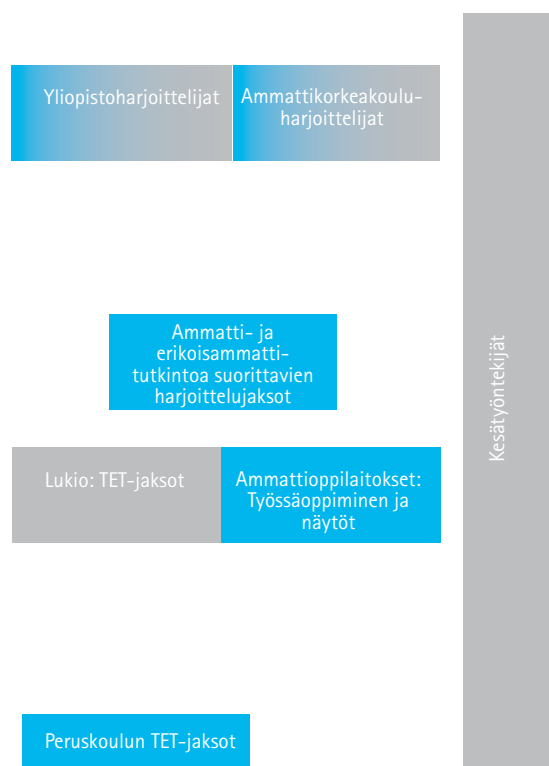 Yliopistoharjoittelijat
Ammattikorkeakoulu-
harjoittelijat
Ammatti- ja
erikoisammatti-
tutkintoa suorittavien
harjoittelujaksot
Lukio: TET-jaksot
Ammattioppilaitokset:
Työssäoppiminen ja
näytöt
Peruskoulun TET-jaksot
Kesätyöntekijät